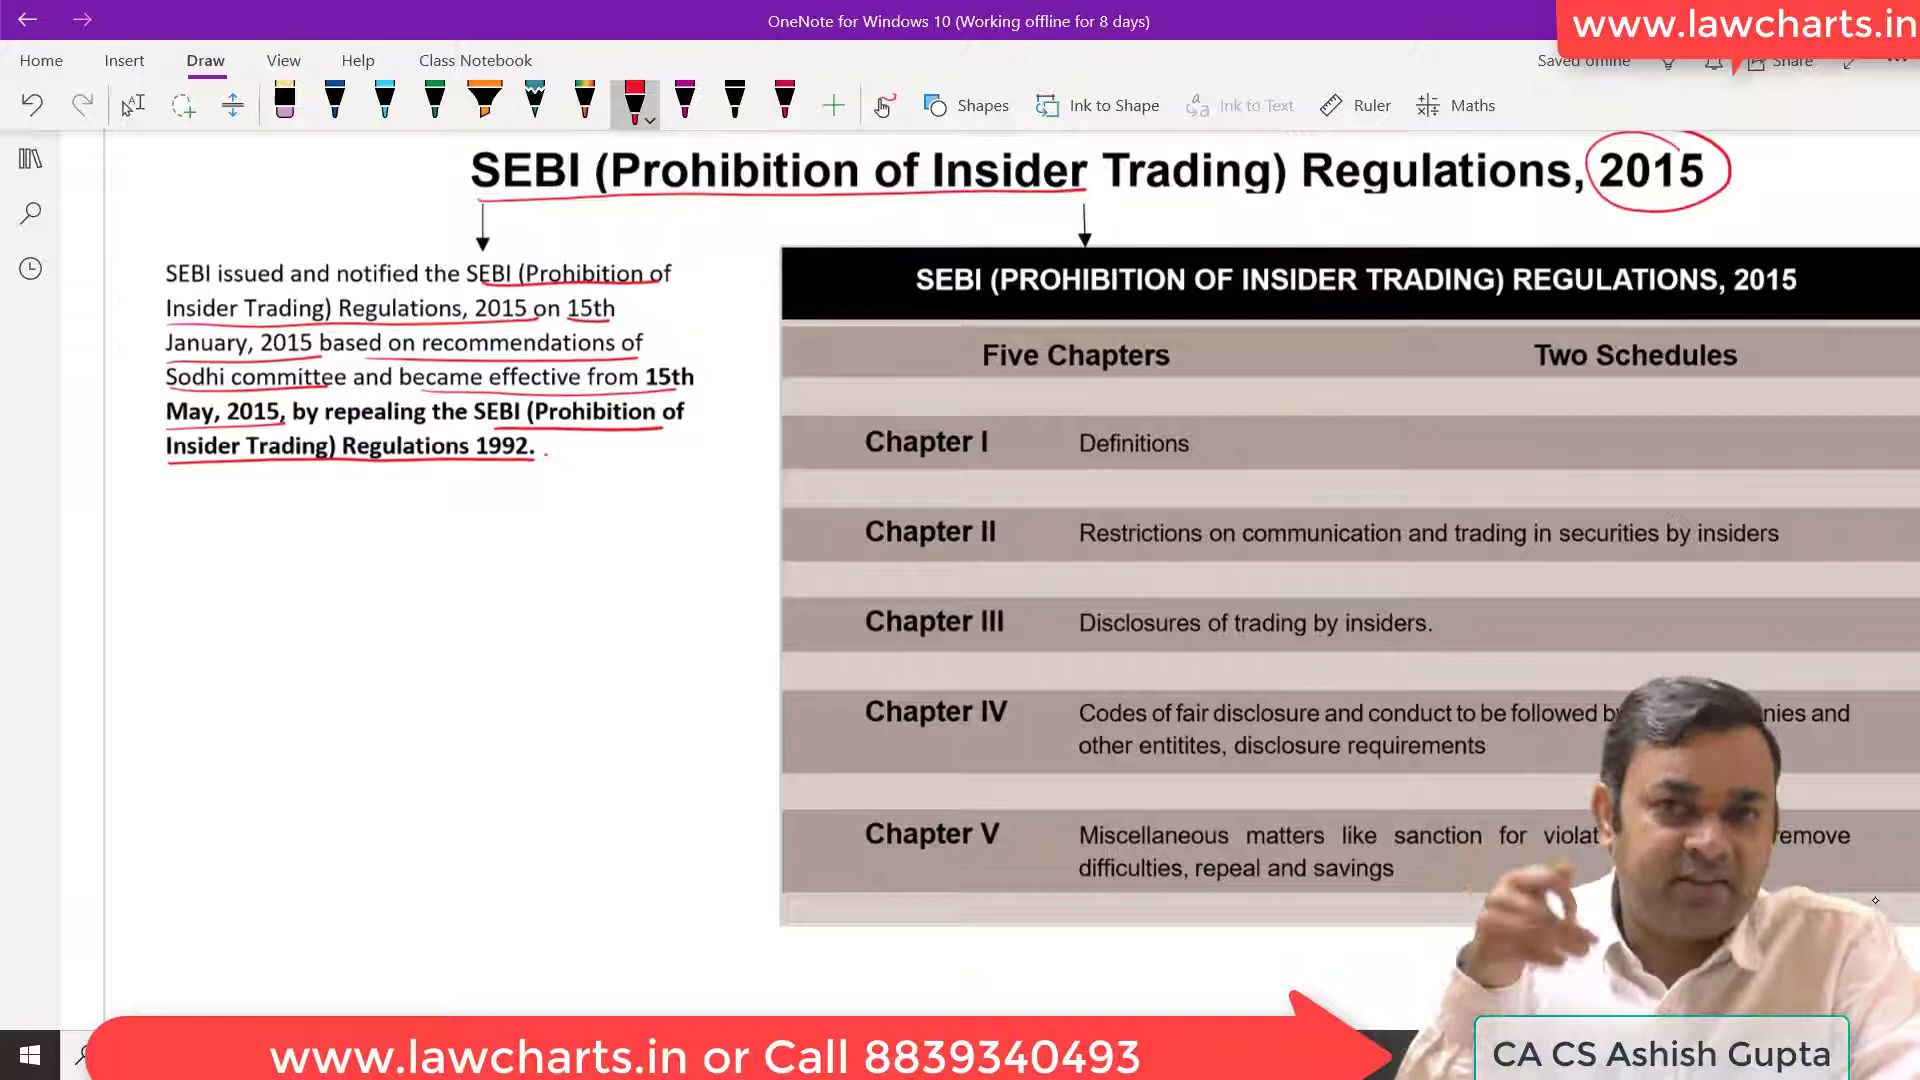 OneNote for Windows 10 (Working offline for 8 days)
www.lawcharts.in
Home Insert Draw View Help Class Notebook
Saved offline Share
Shapes Ink to Shape Ink to Text Ruler Maths
SEBI (Prohibition of Insider Trading) Regulations, 2015
SEBI issued and notified the SEBI (Prohibition of
Insider Trading) Regulations, 2015 on 15th
January, 2015 based on recommendations of
Sodhi committee and became effective from 15th
May, 2015, by repealing the SEBI (Prohibition of
Insider Trading) Regulations 1992.
SEBI (PROHIBITION OF INSIDER TRADING) REGULATIONS, 2015
Five Chapters Two Schedules
Chapter I Definitions
Chapter II Restrictions on communication and trading in securities by insiders
Chapter III Disclosures of trading by insiders.
Chapter IV Codes of fair disclosure and conduct to be followed and
other entitites, disclosure requirements
Chapter V Miscellaneous matters like sanction for
difficulties, repeal and savings
www.lawcharts.in or Call 8839340493
CA CS Ashish Gupta